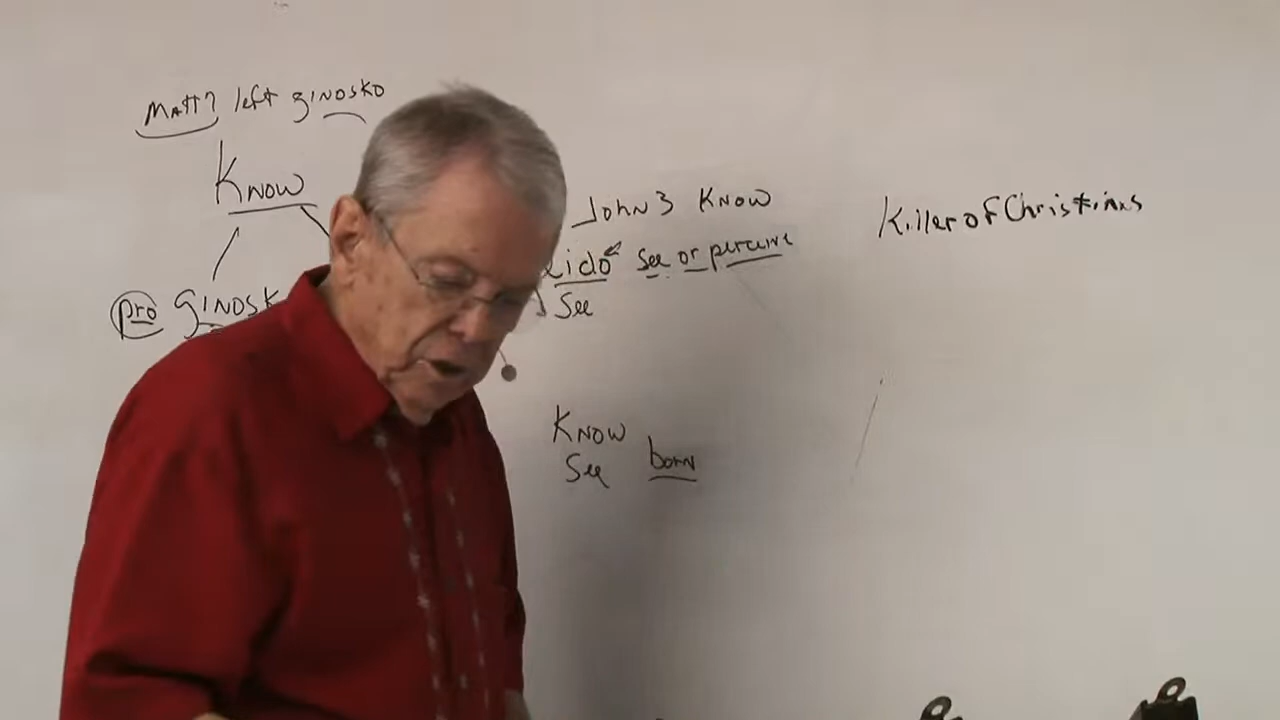 Matt 7 left ginosko
Know
pro ginosk
John 3 Know
eido see or perceive
See
Know
See born
Killer of Christians